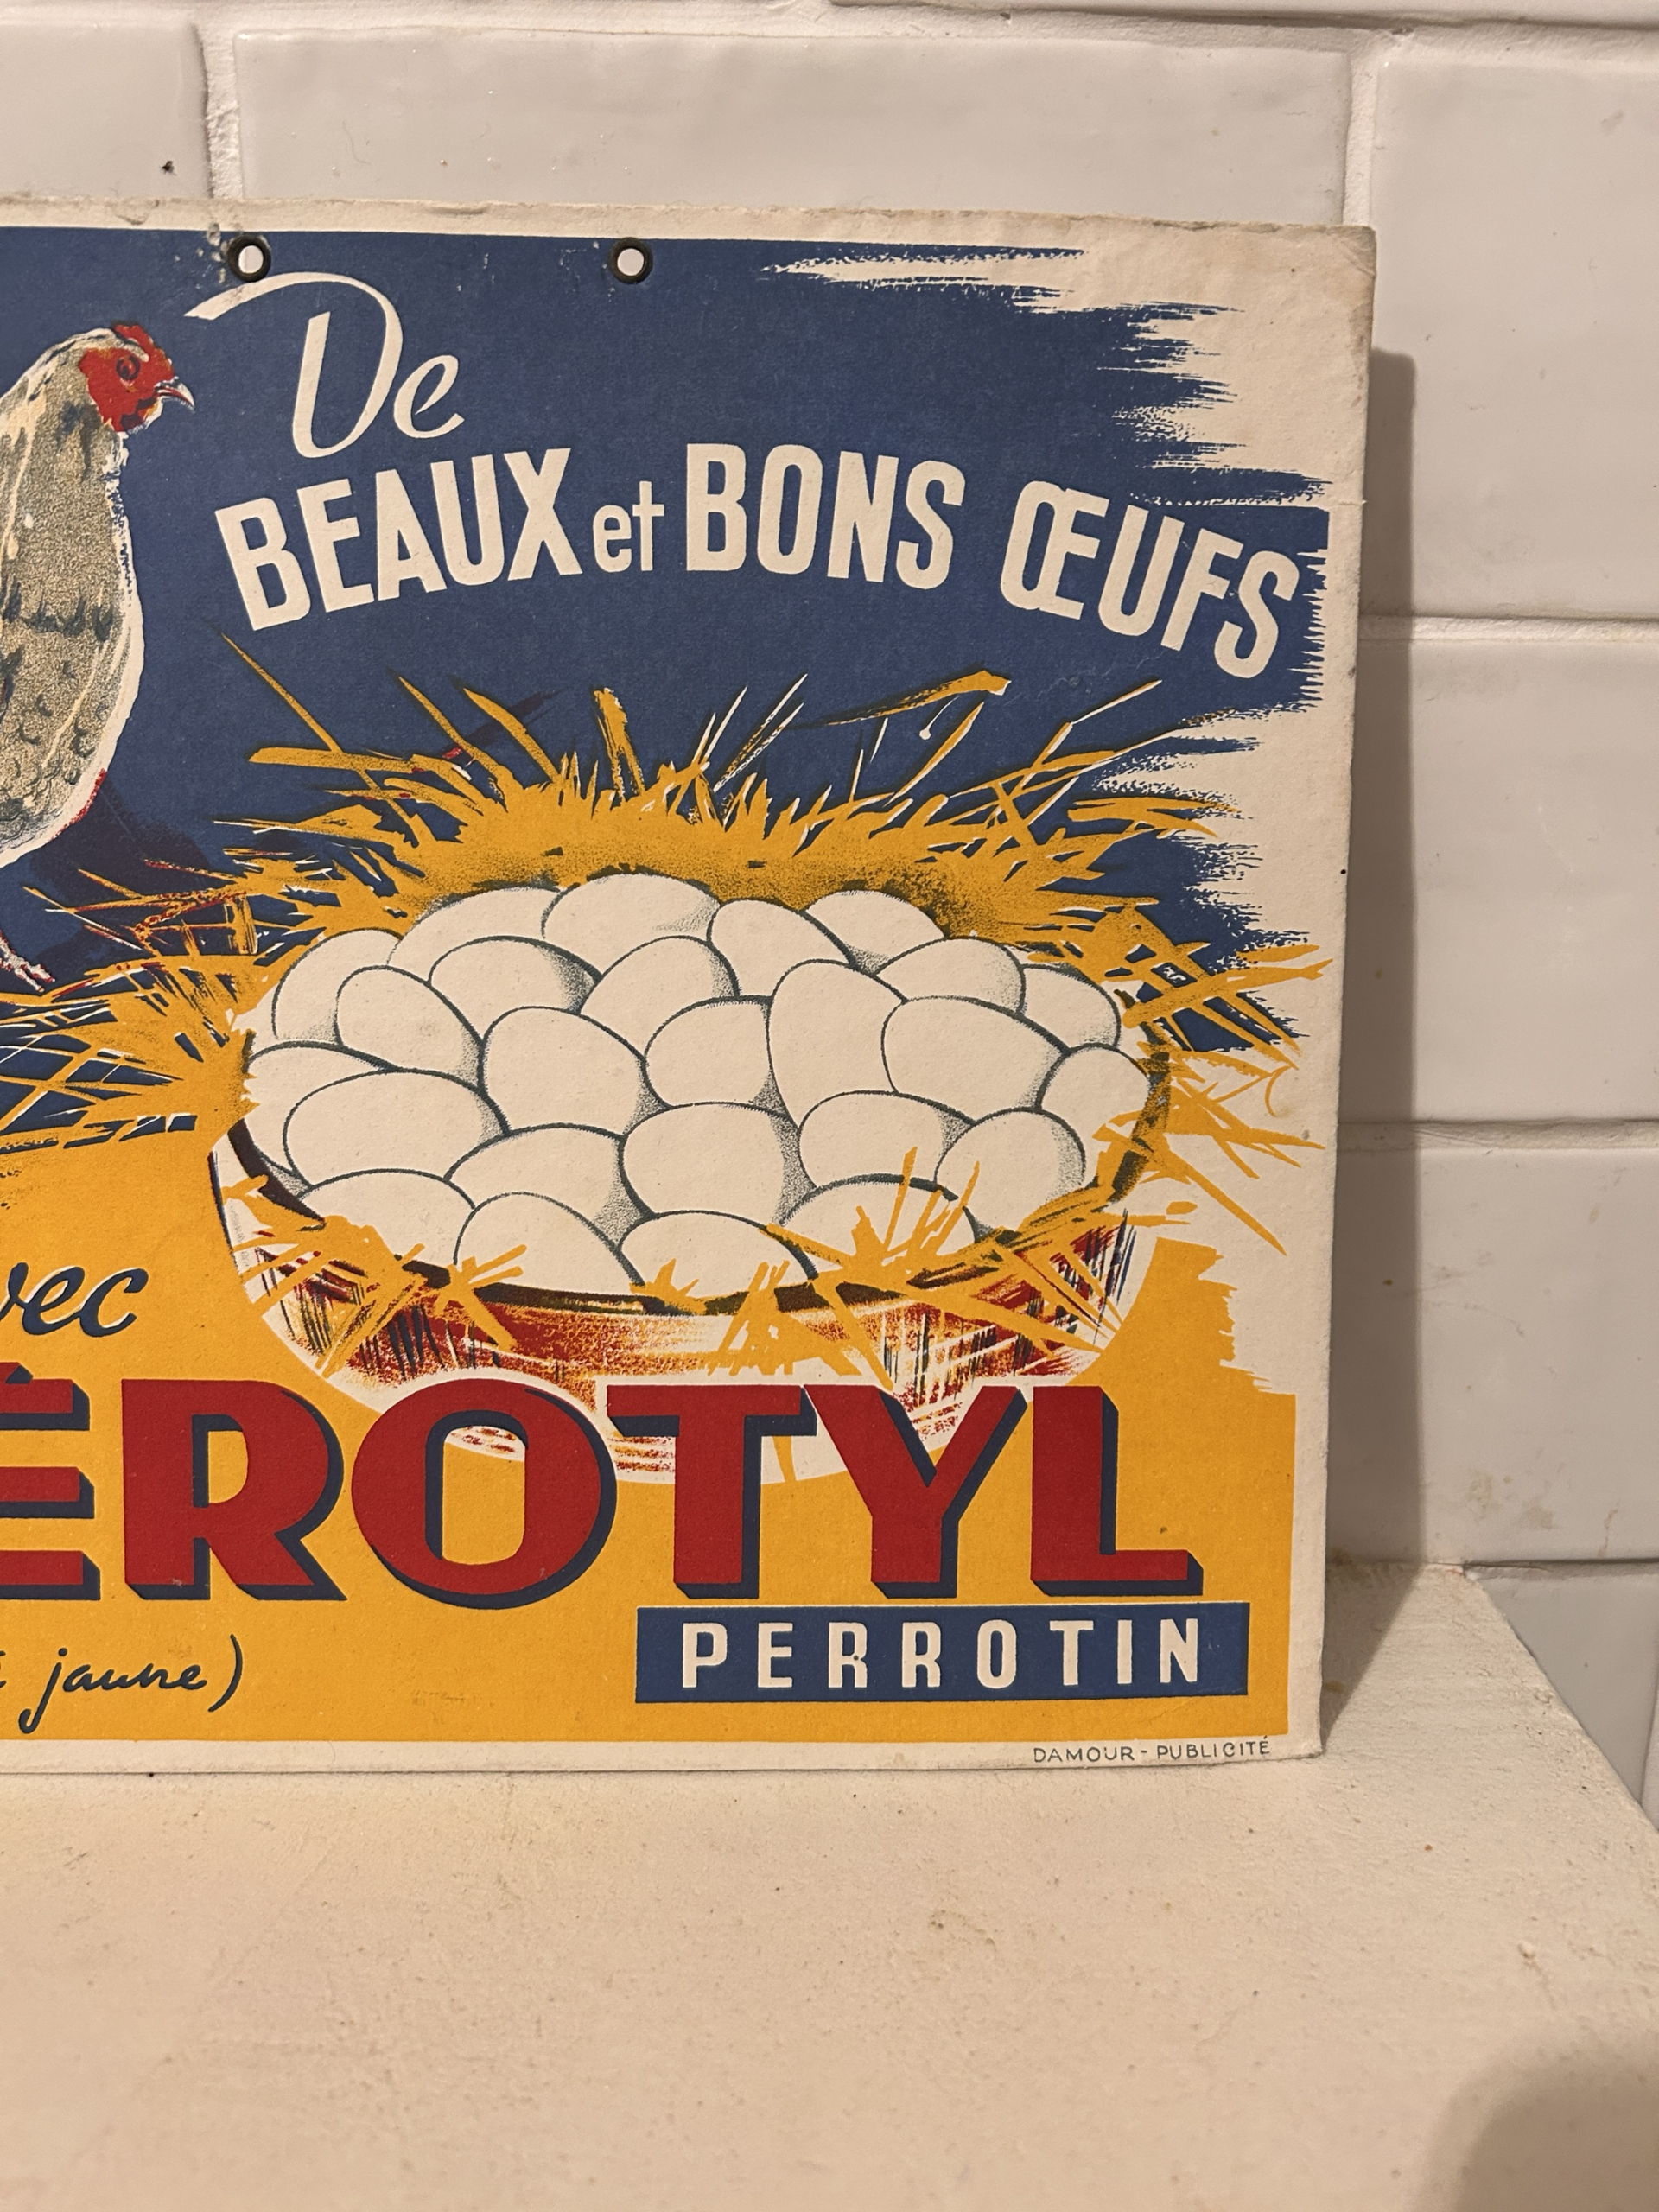 De
BEAUX et BONS ŒUFS
vec
ÉROTYL
PERROTIN
jaune)
DAMOUR - PUBLICITÉ